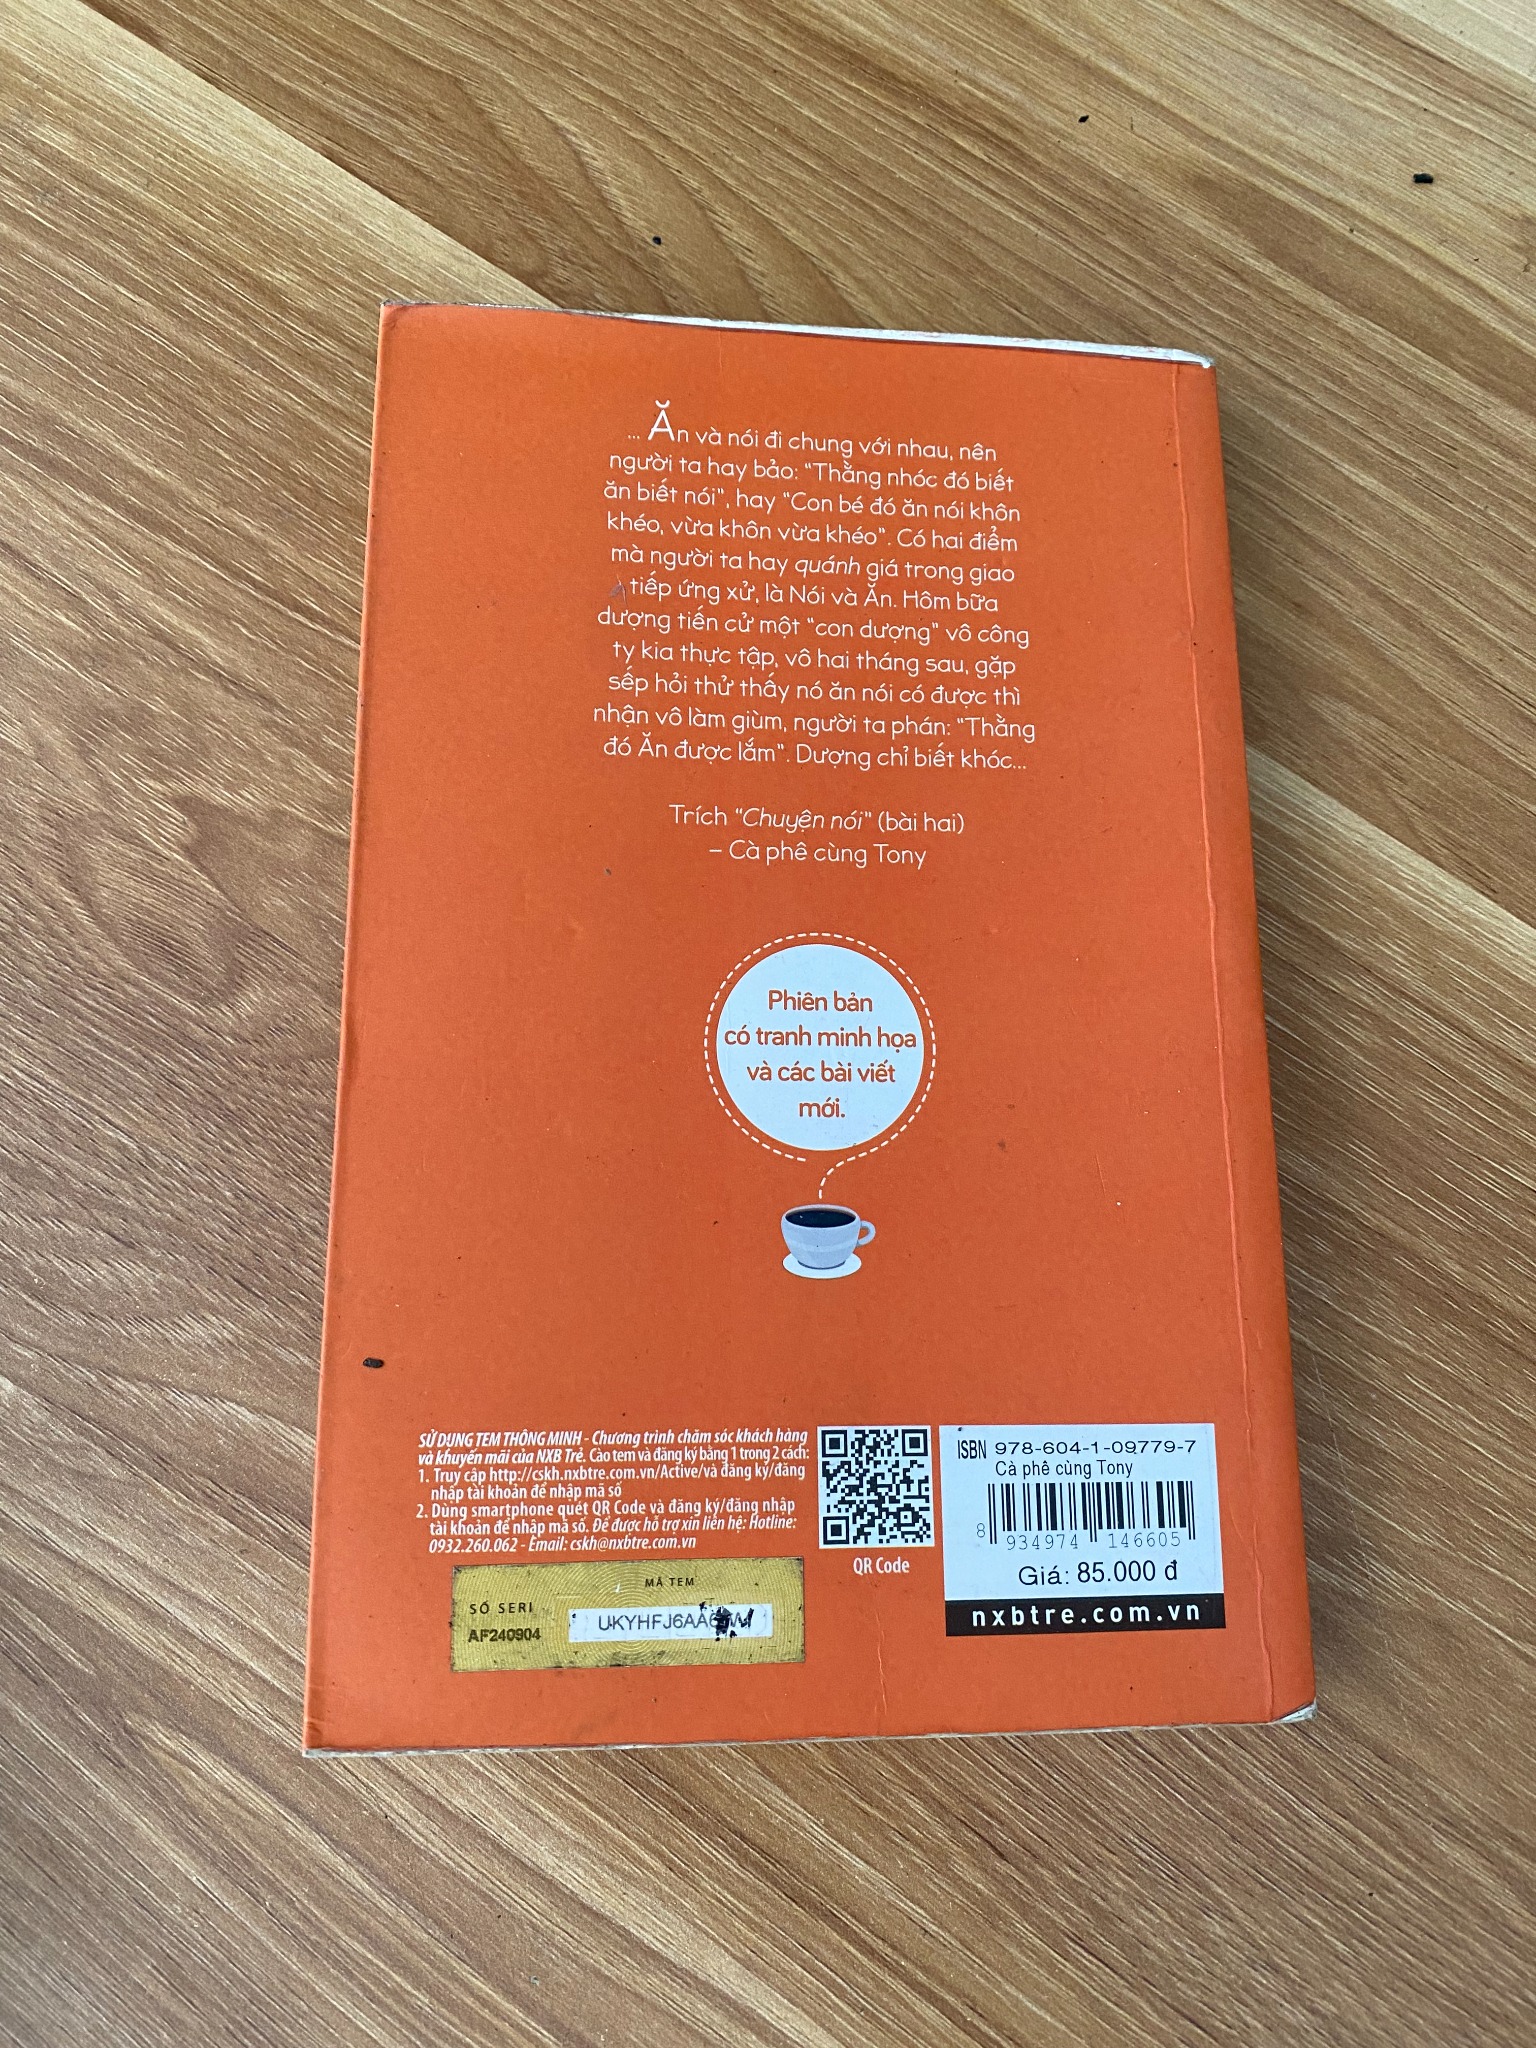 ... Ăn và nói đi chung với nhau, nên
người ta hay bảo: "Thằng nhóc đó biết
ăn biết nói", hay "Con bé đó ăn nói khôn
khéo, vừa khôn vừa khéo". Có hai điểm
mà người ta hay quánh giá trong giao
tiếp ứng xử, là Nói và Ăn. Hôm bữa
dượng tiến cử một "con dượng" vô công
ty kia thực tập, vô hai tháng sau, gặp
sếp hỏi thử thấy nó ăn nói có được thì
nhận vô làm giùm, người ta phán: "Thằng
đó Ăn được lắm". Dượng chỉ biết khóc...
Trích "Chuyện nói" (bài hai)
– Cà phê cùng Tony
Phiên bản
có tranh minh họa
và các bài viết
mới.
SỬ DỤNG TEM THÔNG MINH - Chương trình chăm sóc khách hàng
và khuyến mãi của NXB Trẻ. Cào tem và đăng ký bằng 1 trong 2 cách:
1. Truy cập http://cskh.nxbtre.com.vn/Active/và đăng ký/đăng
nhập tài khoản để nhập mã số
2. Dùng smartphone quét QR Code và đăng ký/đăng nhập
tài khoản để nhập mã số. Để được hỗ trợ xin liên hệ: Hotline:
0932.260.062 - Email: cskh@nxbtre.com.vn
MÃ TEM
SỐ SERI
AF240904
QR Code
ISBN 978-604-1-09779-7
Cà phê cùng Tony
8 934974 146605
Giá: 85.000 đ
nxbtre.com.vn